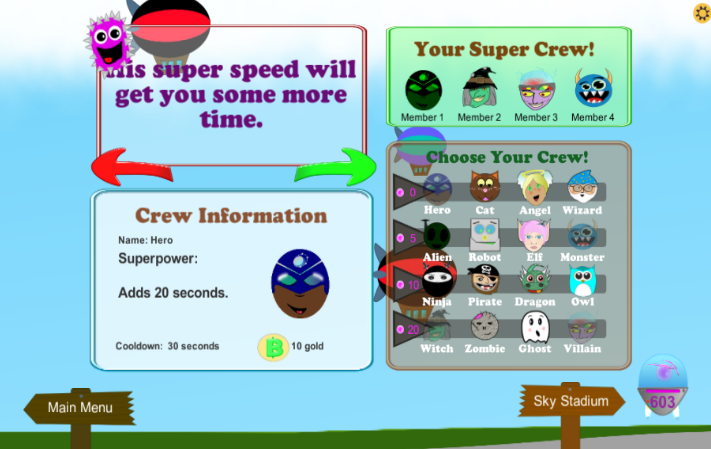 his super speed will
get you some more
time.
Your Super Crew!
Member 1 Member 2 Member 3 Member 4
Choose Your Crew!
0
Hero Cat Angel Wizard
5
Alien Robot Elf Monster
10
Ninja Pirate Dragon Owl
20
Witch Zombie Ghost Villain
Crew Information
Name: Hero
Superpower:
Adds 20 seconds.
Cooldown: 30 seconds
B 10 gold
Main Menu
Sky Stadium
603